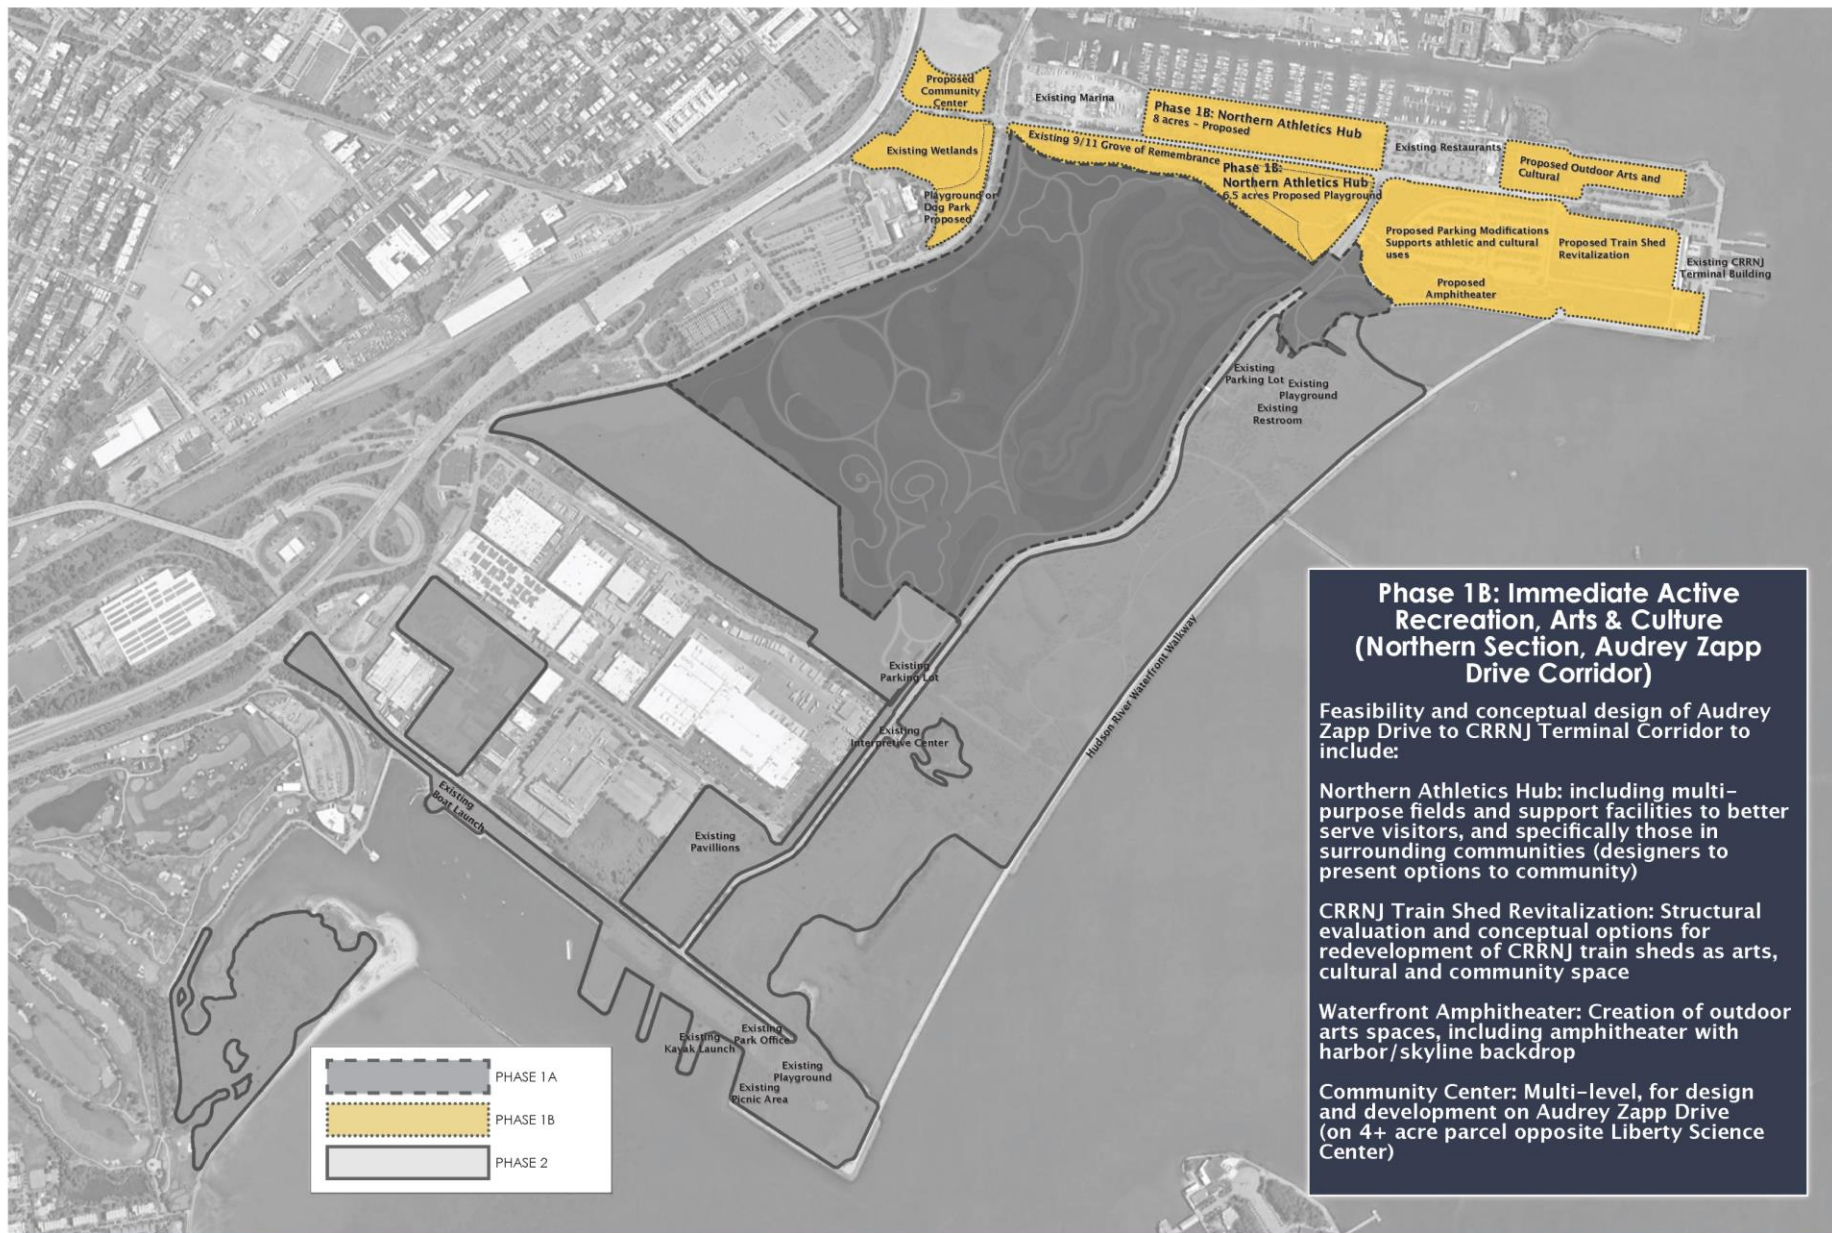 Proposed
Community
Center
Existing Marina
Phase 1B: Northern Athletics Hub
8 acres - Proposed
Existing Wetlands
Existing 9/11 Grove of Remembrance
Existing Restaurants
Proposed Outdoor Arts and
Cultural
Phase 1B:
Northern Athletics Hub
6.5 acres Proposed Playground
Playground or
Dog Park
Proposed
Proposed Parking Modifications
Supports athletic and cultural
uses
Proposed Train Shed
Revitalization
Existing CRRNJ
Terminal Building
Proposed
Amphitheater
Existing
Parking Lot
Existing
Playground
Existing
Restroom
Hudson River Waterfront Walkway
Existing
Parking Lot
Existing
Interpretive Center
Existing
Boat Launch
Existing
Pavillions
Existing
Kayak Launch
Existing
Park Office
Existing
Playground
Existing
Picnic Area
PHASE 1A
PHASE 1B
PHASE 2
Phase 1B: Immediate Active
Recreation, Arts & Culture
(Northern Section, Audrey Zapp
Drive Corridor)
Feasibility and conceptual design of Audrey
Zapp Drive to CRRNJ Terminal Corridor to
include:
Northern Athletics Hub: including multi-
purpose fields and support facilities to better
serve visitors, and specifically those in
surrounding communities (designers to
present options to community)
CRRNJ Train Shed Revitalization: Structural
evaluation and conceptual options for
redevelopment of CRRNJ train sheds as arts,
cultural and community space
Waterfront Amphitheater: Creation of outdoor
arts spaces, including amphitheater with
harbor/skyline backdrop
Community Center: Multi-level, for design
and development on Audrey Zapp Drive
(on 4+ acre parcel opposite Liberty Science
Center)